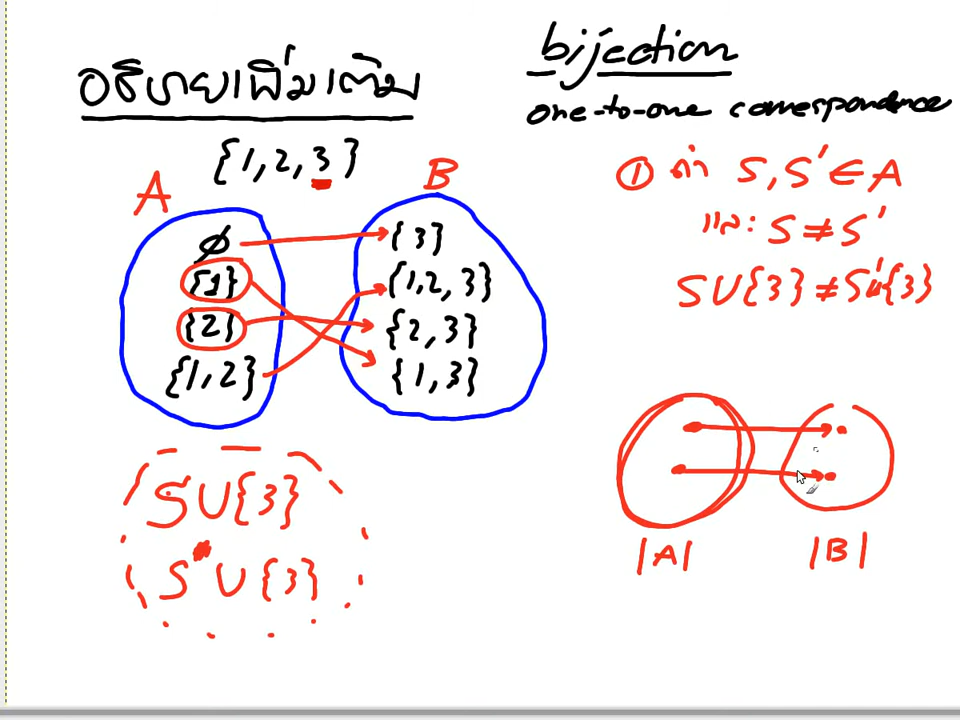 อธิบายเพิ่มเติม
bijection
one-to-one correspondence
{1,2,3}
A
B
∅
{1}
{2}
{1,2}
{3}
{1,2,3}
{2,3}
{1,3}
① ถ้า S,S' ∈ A
และ S ≠ S'
S∪{3} ≠ S'∪{3}
S∪{3}
S'∪{3}
|A|
|B|